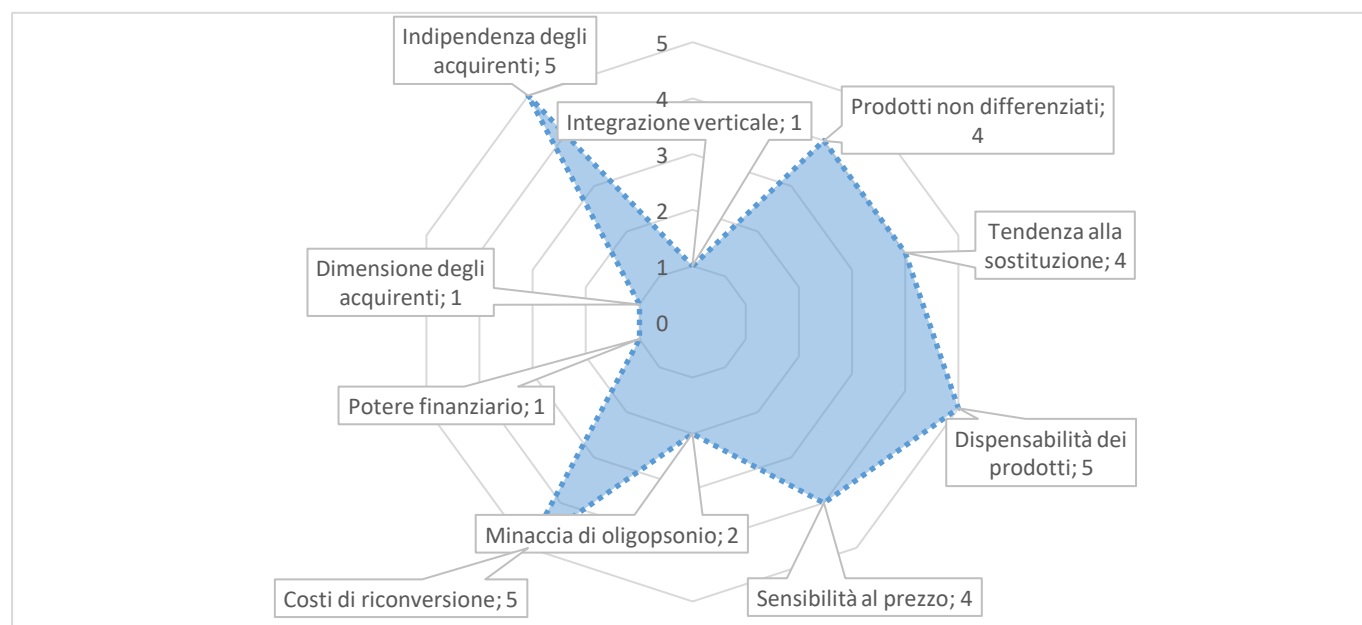 Indipendenza degli
acquirenti; 5
5
4
3
2
1
0
Integrazione verticale; 1
Prodotti non differenziati;
4
Tendenza alla
sostituzione; 4
Dimensione degli
acquirenti; 1
Potere finanziario; 1
Dispensabilità dei
prodotti; 5
Minaccia di oligopsonio; 2
Costi di riconversione; 5
Sensibilità al prezzo; 4